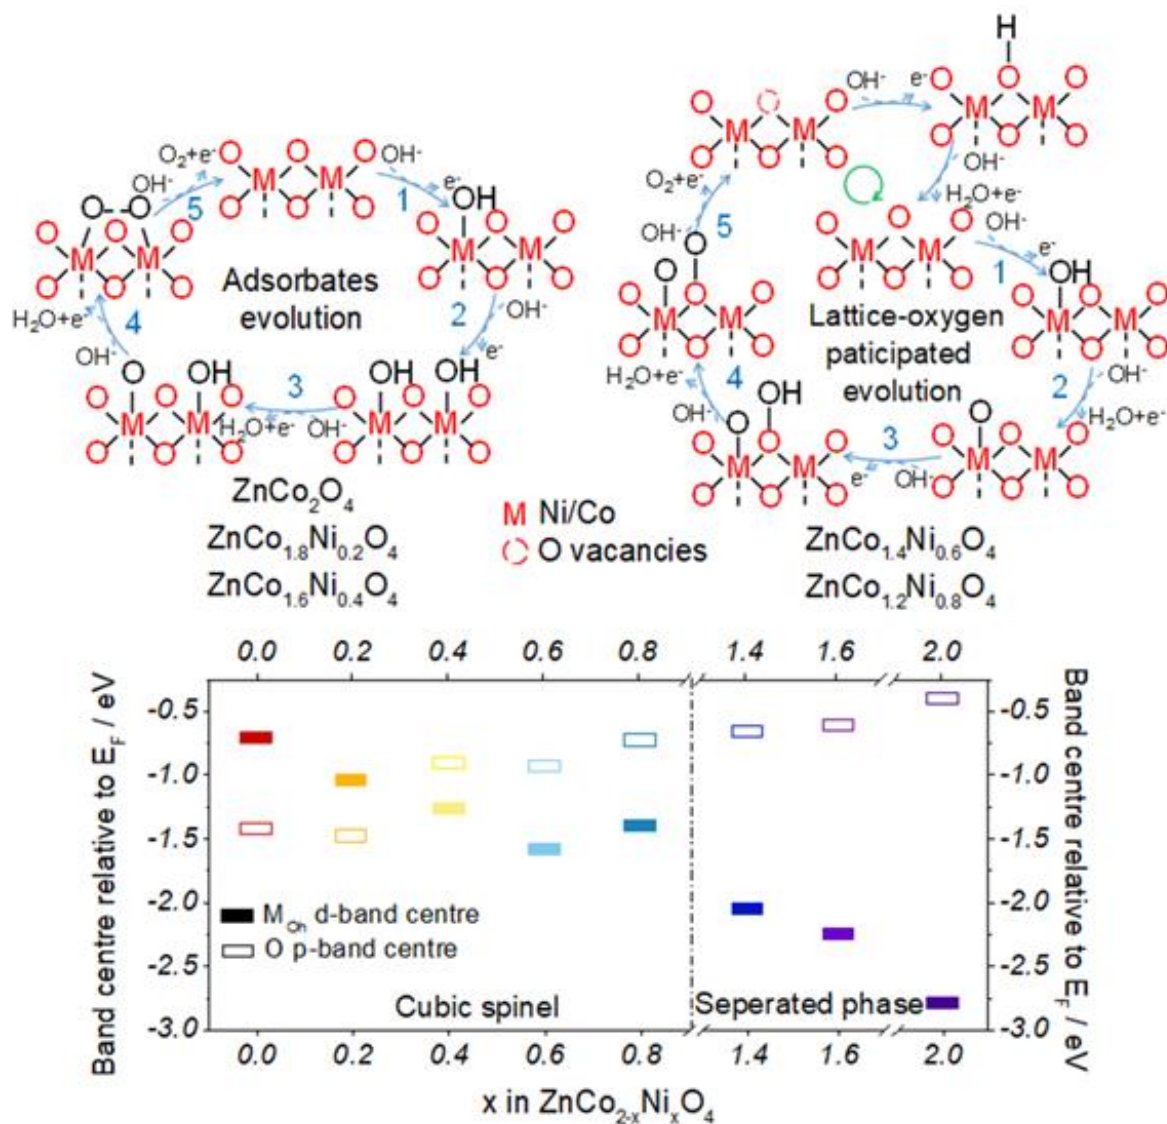 H
OH⁻
e⁻
O₂+e⁻
OH⁻
5
OH⁻
1
e⁻
OH
M M
O O
M M
M M
Adsorbates
evolution
H₂O+e⁻
4
OH⁻
2
OH⁻
e⁻
O
OH
3
OH
OH
H₂O+e⁻
OH⁻
M M
M M
ZnCo₂O₄
ZnCo₁.₈Ni₀.₂O₄
ZnCo₁.₆Ni₀.₄O₄
M Ni/Co
O vacancies
M M
M M
OH⁻
H₂O+e⁻
O₂+e⁻
5
OH⁻
O
O
M M
M M
OH⁻
1
e⁻
OH
M M
Lattice-oxygen
paticipated
evolution
H₂O+e⁻
4
OH⁻
2
OH⁻
H₂O+e⁻
O
OH
3
e⁻
OH⁻
O
M M
M M
ZnCo₁.₄Ni₀.₆O₄
ZnCo₁.₂Ni₀.₈O₄
0.0 0.2 0.4 0.6 0.8 1.4 1.6 2.0
Band centre relative to E_F / eV
-0.5
-1.0
-1.5
-2.0
-2.5
-3.0
M_Oh d-band centre
O p-band centre
Cubic spinel
Seperated phase
-0.5
-1.0
-1.5
-2.0
-2.5
-3.0
Band centre relative to E_F / eV
0.0 0.2 0.4 0.6 0.8 1.4 1.6 2.0
x in ZnCo₂₋ₓNiₓO₄